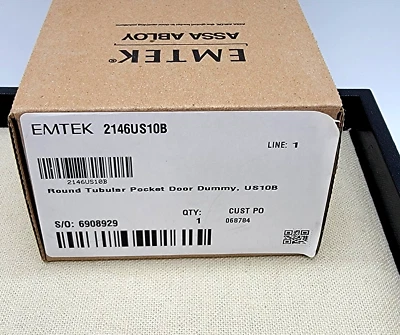 EMTEK®
ASSA ABLOY
EMTEK 2146US10B
LINE: 1
2146US10B
Round Tubular Pocket Door Dummy, US10B
S/O: 6908929
QTY:
1
CUST PO
068784